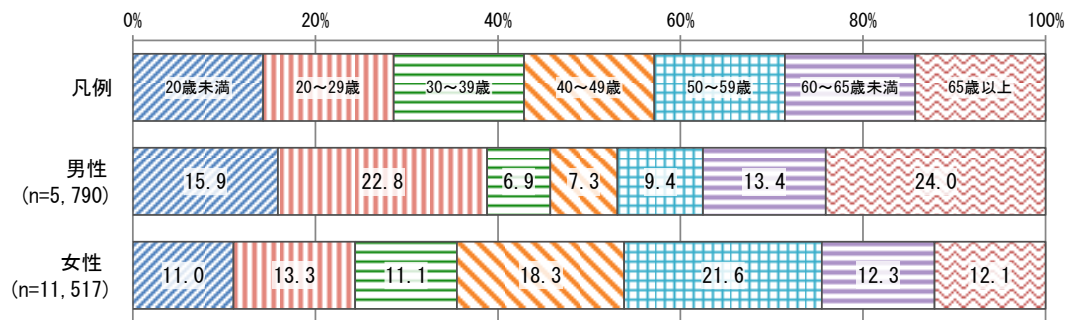 0% 20% 40% 60% 80% 100%
凡例 20歳未満 20～29歳 30～39歳 40～49歳 50～59歳 60～65歳未満 65歳以上
男性
(n=5,790)
15.9 22.8 6.9 7.3 9.4 13.4 24.0
女性
(n=11,517)
11.0 13.3 11.1 18.3 21.6 12.3 12.1